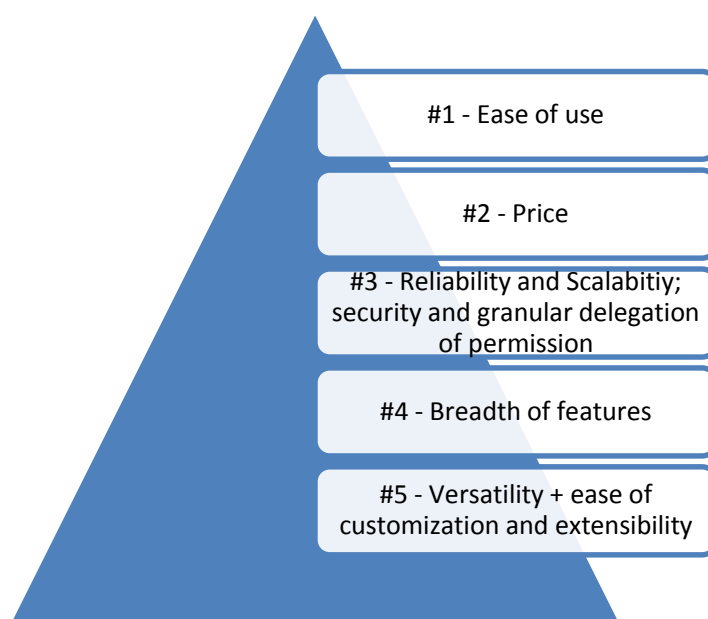 #1 - Ease of use
#2 - Price
#3 - Reliability and Scalabitiy;
security and granular delegation
of permission
#4 - Breadth of features
#5 - Versatility + ease of
customization and extensibility